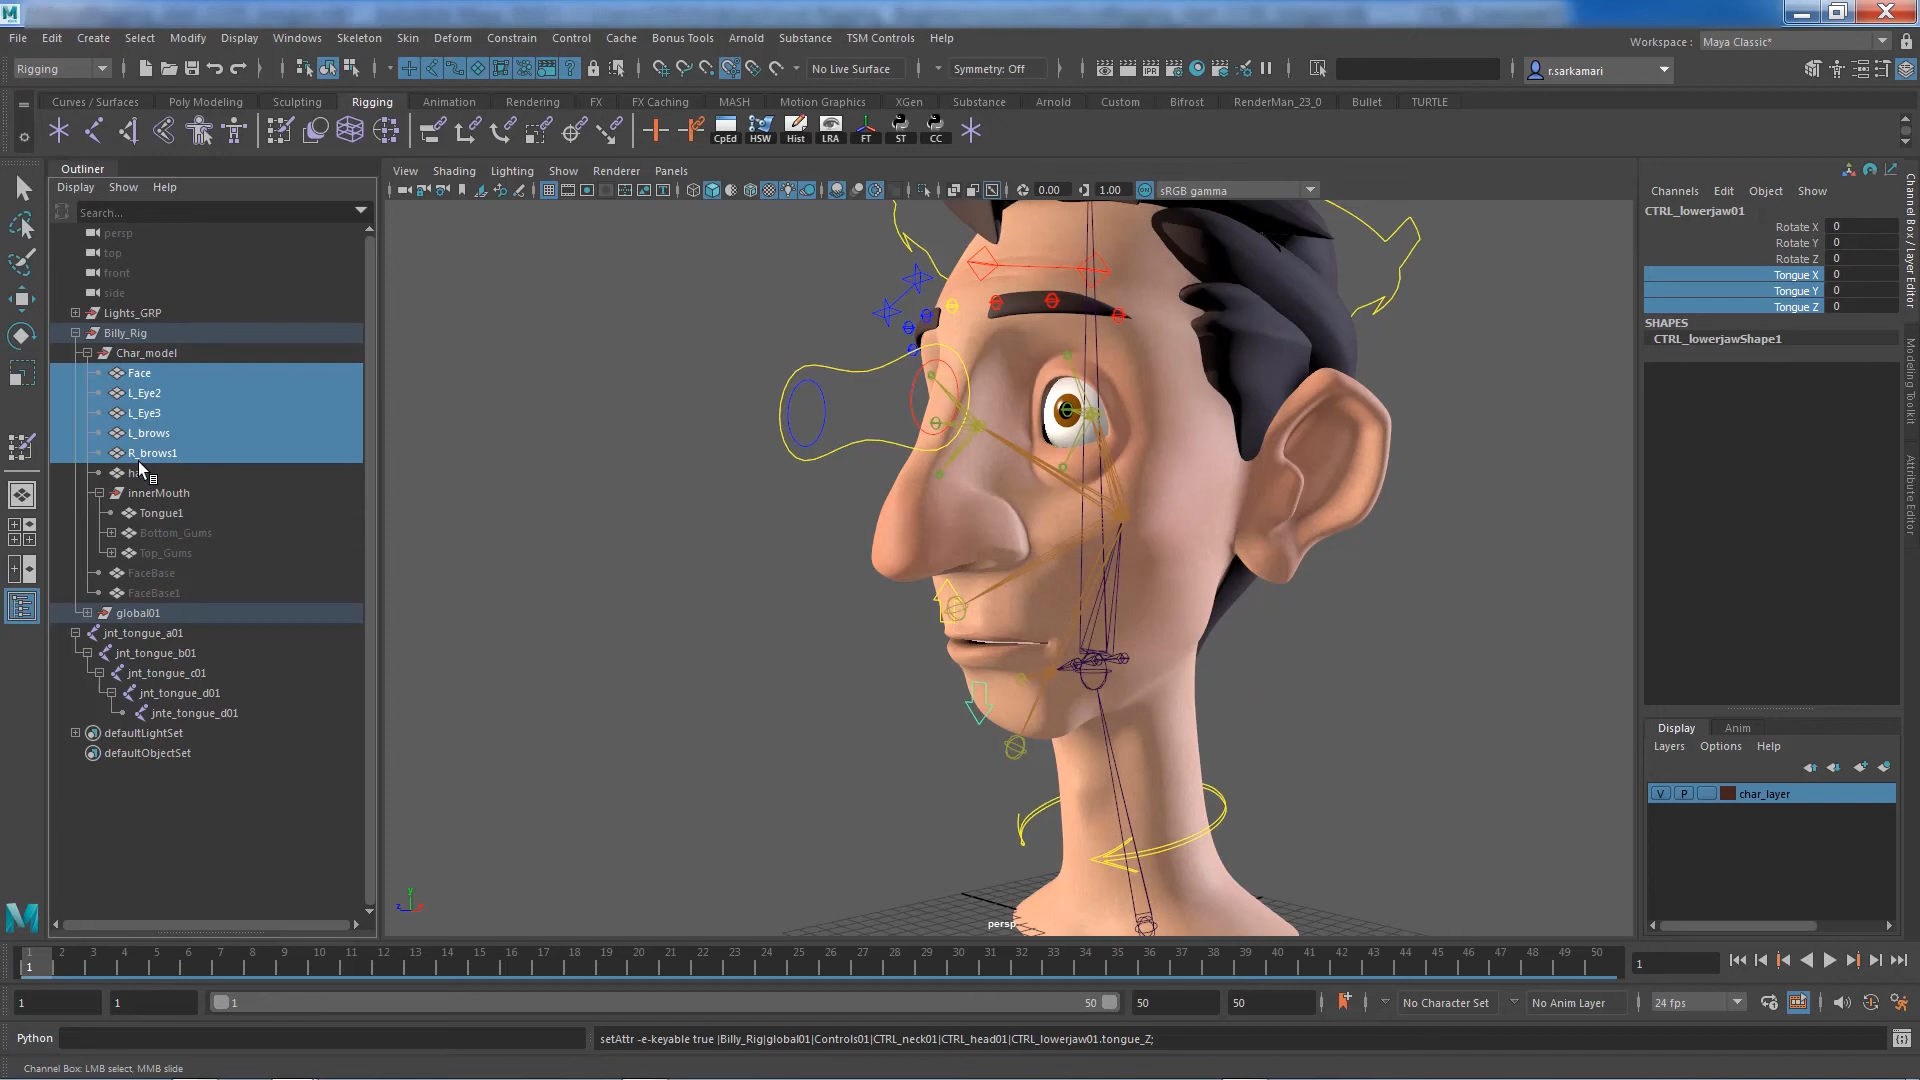 File Edit Create Select Modify Display Windows Skeleton Skin Deform Constrain Control Cache Bonus Tools Arnold Substance TSM Controls Help
Workspace : Maya Classic*
Rigging
No Live Surface
Symmetry: Off
r.sarkamari
Curves / Surfaces Poly Modeling Sculpting Rigging Animation Rendering FX FX Caching MASH Motion Graphics XGen Substance Arnold Custom Bifrost RenderMan_23_0 Bullet TURTLE
IPR
CpEd HSW Hist LRA FT ST CC
Outliner
Display Show Help
Search...
persp
top
front
side
Lights_GRP
Billy_Rig
Char_model
Face
L_Eye2
L_Eye3
L_brows
R_brows1
innerMouth
Tongue1
Bottom_Gums
Top_Gums
FaceBase
FaceBase1
global01
jnt_tongue_a01
jnt_tongue_b01
jnt_tongue_c01
jnt_tongue_d01
jnte_tongue_d01
defaultLightSet
defaultObjectSet
View Shading Lighting Show Renderer Panels
0.00 1.00 sRGB gamma
persp
y
z
Channels Edit Object Show
CTRL_lowerjaw01
Rotate X 0
Rotate Y 0
Rotate Z 0
Tongue X 0
Tongue Y 0
Tongue Z 0
SHAPES
CTRL_lowerjawShape1
Channel Box / Layer Editor
Modeling Toolkit
Attribute Editor
Display Anim
Layers Options Help
V P char_layer
1 2 3 4 5 6 7 8 9 10 11 12 13 14 15 16 17 18 19 20 21 22 23 24 25 26 27 28 29 30 31 32 33 34 35 36 37 38 39 40 41 42 43 44 45 46 47 48 49 50
1
1
1 1 1 50 50 50 No Character Set No Anim Layer 24 fps
Python
setAttr -e-keyable true |Billy_Rig|global01|Controls01|CTRL_neck01|CTRL_head01|CTRL_lowerjaw01.tongue_Z;
Channel Box: LMB select, MMB slide